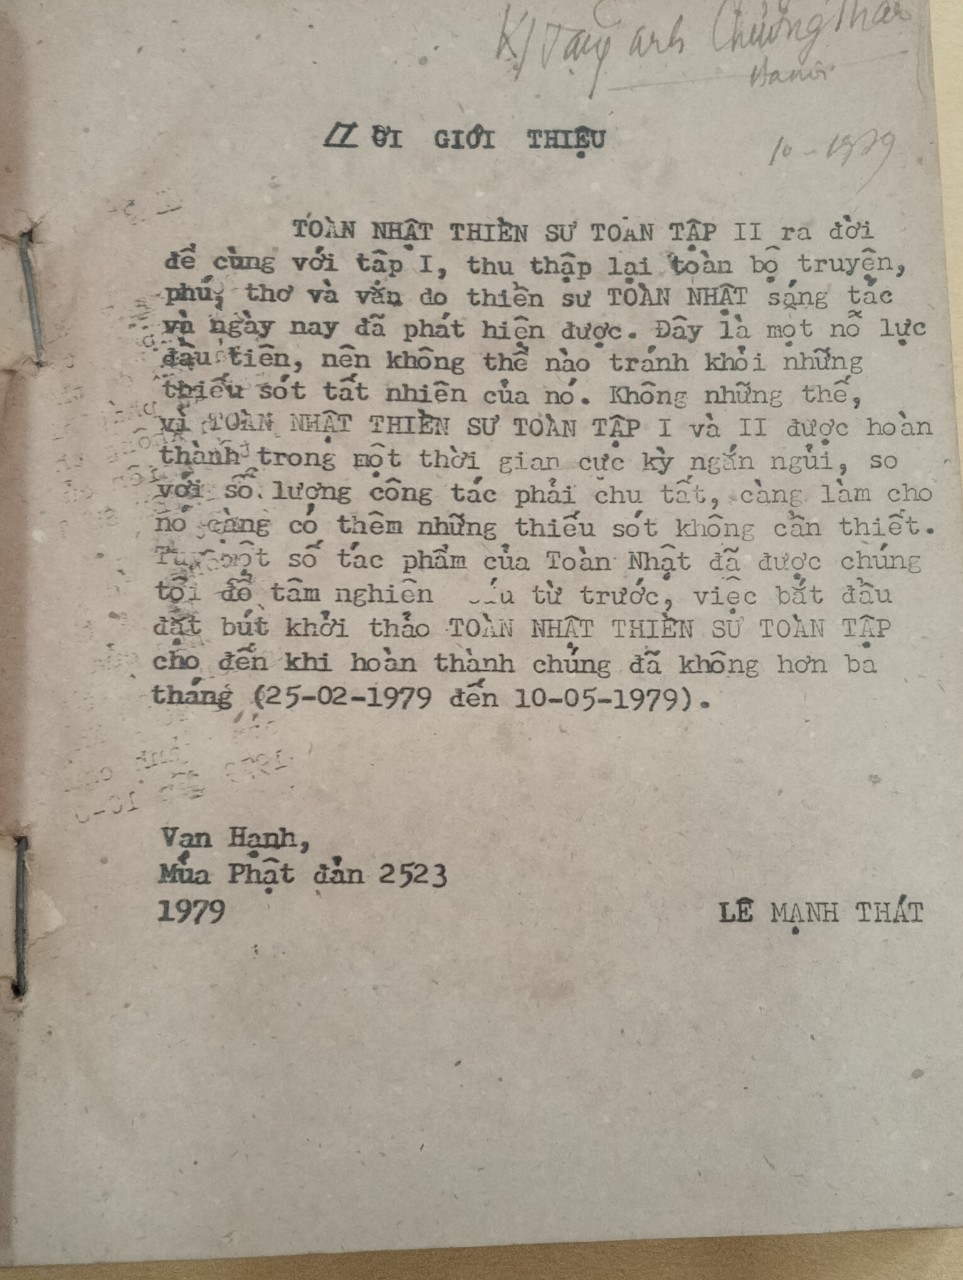 Tặng anh Chương Thâu
Hanoi
10-1979
LỜI GIỚI THIỆU
TOÀN NHẬT THIỀN SƯ TOÀN TẬP II ra đời
để cùng với tập I, thu thập lại toàn bộ truyện,
phú, thơ và văn do thiền sư TOÀN NHẬT sáng tác
và ngày nay đã phát hiện được. Đây là một nỗ lực
đầu tiên, nên không thể nào tránh khỏi những
thiếu sót tất nhiên của nó. Không những thế,
vì TOÀN NHẬT THIỀN SƯ TOÀN TẬP I và II được hoàn
thành trong một thời gian cực kỳ ngắn ngủi, so
với số lượng công tác phải chu tất, càng làm cho
nó càng có thêm những thiếu sót không cần thiết.
Tuy một số tác phẩm của Toàn Nhật đã được chúng
tôi để tâm nghiên cứu từ trước, việc bắt đầu
đặt bút khởi thảo TOÀN NHẬT THIỀN SƯ TOÀN TẬP
cho đến khi hoàn thành chúng đã không hơn ba
tháng (25-02-1979 đến 10-05-1979).
Vạn Hạnh,
Mùa Phật đản 2523
1979
LÊ MẠNH THÁT